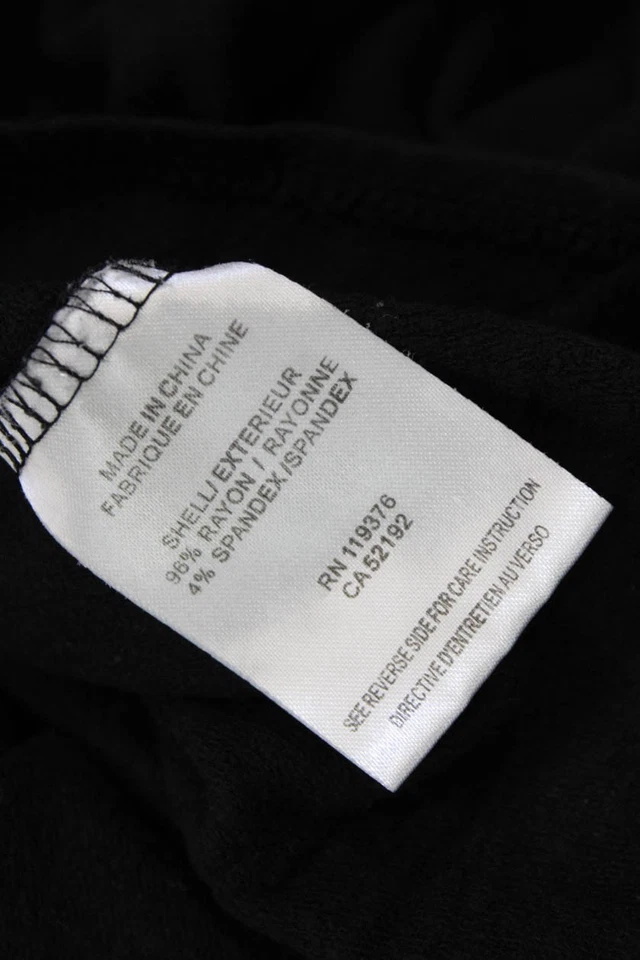 MADE IN CHINA
FABRIQUE EN CHINE
SHELL/ EXTERIEUR
96% RAYON / RAYONNE
4% SPANDEX /SPANDEX
RN 119376
CA 52192
SEE REVERSE SIDE FOR CARE INSTRUCTION
DIRECTIVE D'ENTRETIEN AU VERSO